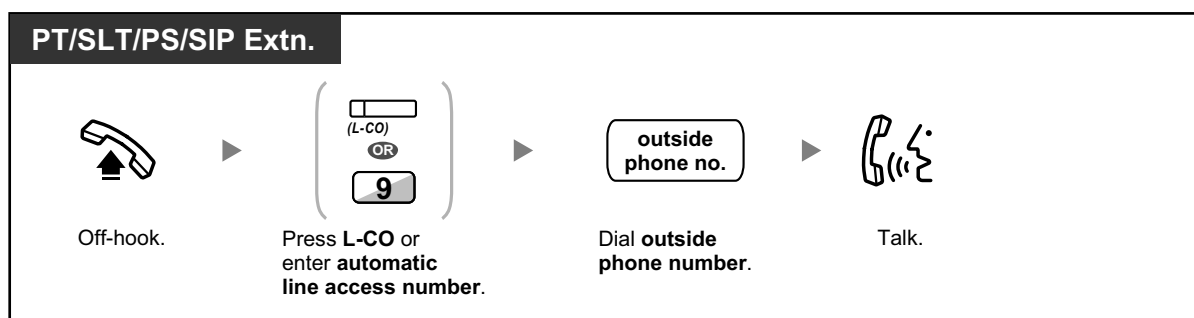 PT/SLT/PS/SIP Extn.
(L-CO)
OR
9
outside
phone no.
Off-hook.
Press L-CO or
enter automatic
line access number.
Dial outside
phone number.
Talk.